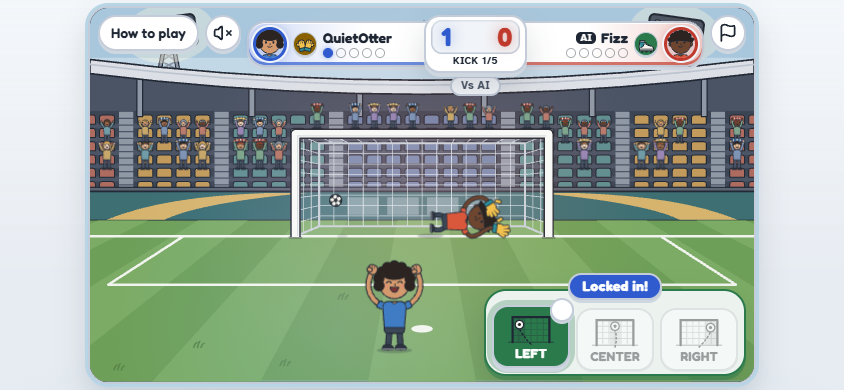 How to play
QuietOtter
1 0
KICK 1/5
AI Fizz
Vs AI
Locked in!
LEFT
CENTER
RIGHT